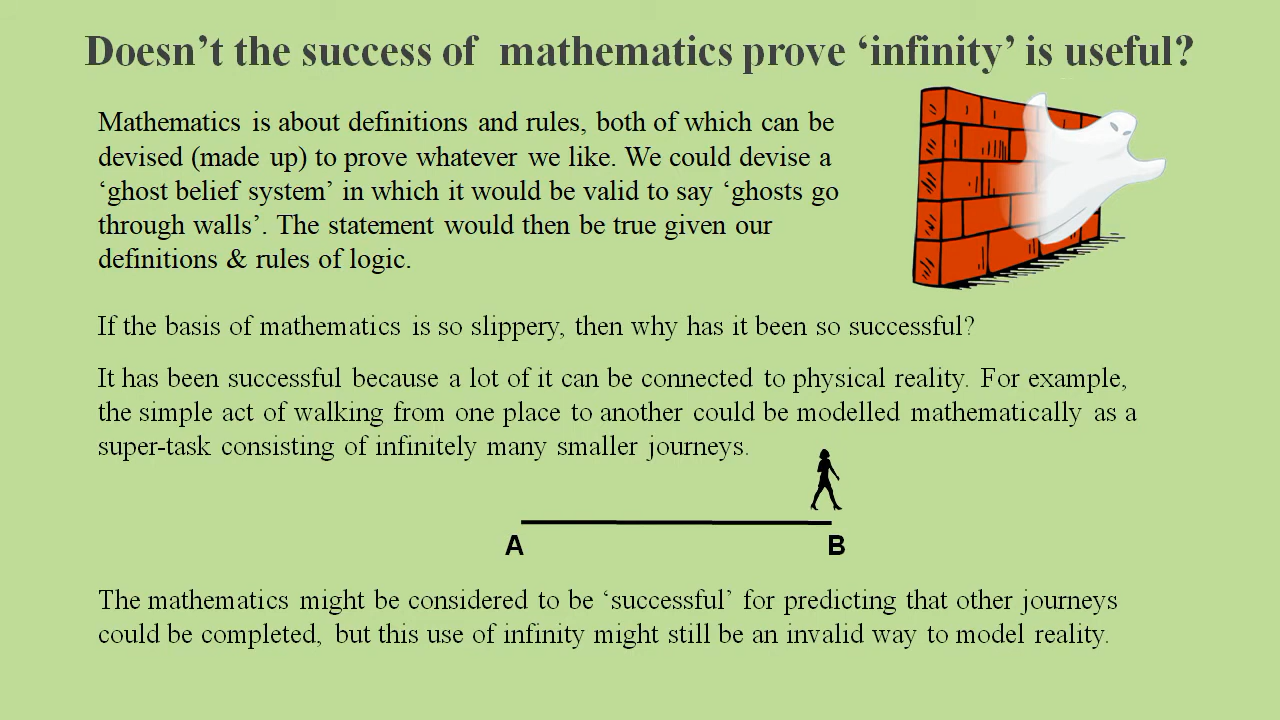 Doesn’t the success of mathematics prove ‘infinity’ is useful?
Mathematics is about definitions and rules, both of which can be
devised (made up) to prove whatever we like. We could devise a
‘ghost belief system’ in which it would be valid to say ‘ghosts go
through walls’. The statement would then be true given our
definitions & rules of logic.
If the basis of mathematics is so slippery, then why has it been so successful?
It has been successful because a lot of it can be connected to physical reality. For example,
the simple act of walking from one place to another could be modelled mathematically as a
super-task consisting of infinitely many smaller journeys.
A B
The mathematics might be considered to be ‘successful’ for predicting that other journeys
could be completed, but this use of infinity might still be an invalid way to model reality.